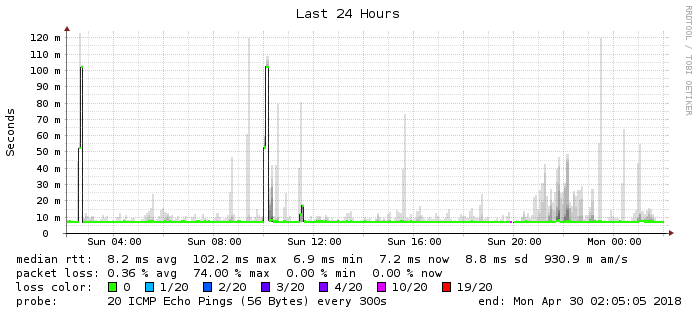 Last 24 Hours
RRDTOOL / TOBI OETIKER
Seconds
120 m
110 m
100 m
90 m
80 m
70 m
60 m
50 m
40 m
30 m
20 m
10 m
0
Sun 04:00 Sun 08:00 Sun 12:00 Sun 16:00 Sun 20:00 Mon 00:00
median rtt: 8.2 ms avg 102.2 ms max 6.9 ms min 7.2 ms now 8.8 ms sd 930.9 m am/s
packet loss: 0.36 % avg 74.00 % max 0.00 % min 0.00 % now
loss color: 0 1/20 2/20 3/20 4/20 10/20 19/20
probe: 20 ICMP Echo Pings (56 Bytes) every 300s end: Mon Apr 30 02:05:05 2018